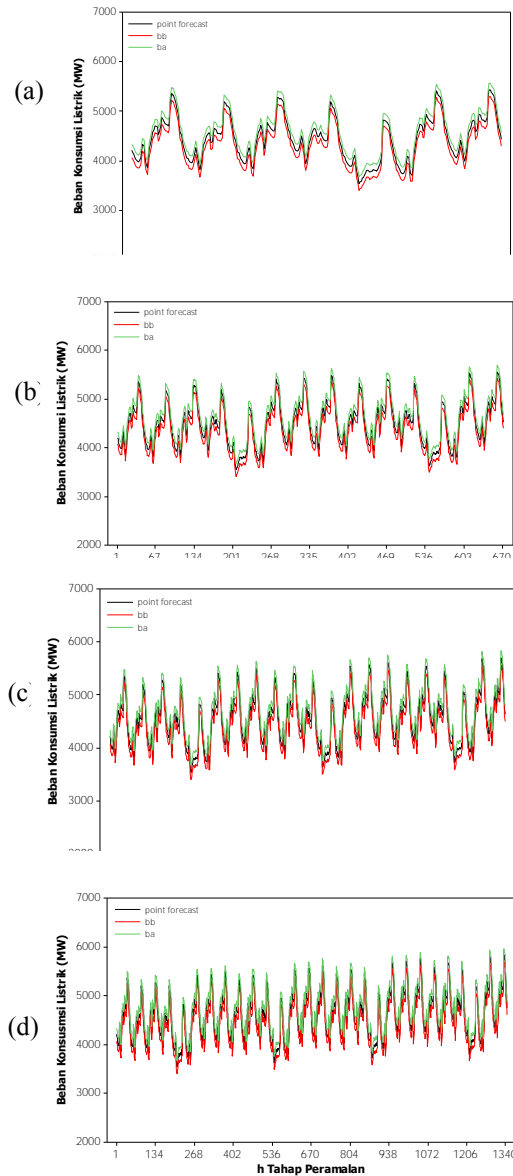 (a)
Beban Konsumsi Listrik (MW)
7000
6000
5000
4000
3000
point forecast
bb
ba
(b)
Beban Konsumsi Listrik (MW)
7000
6000
5000
4000
3000
2000
point forecast
bb
ba
1 67 134 201 268 335 402 469 536 603 670
(c)
Beban Konsumsi Listrik (MW)
7000
6000
5000
4000
3000
point forecast
bb
ba
(d)
Beban Konsusmsi Listrik (MW)
7000
6000
5000
4000
3000
2000
point forecast
bb
ba
1 134 268 402 536 670 804 938 1072 1206 1340
h Tahap Peramalan